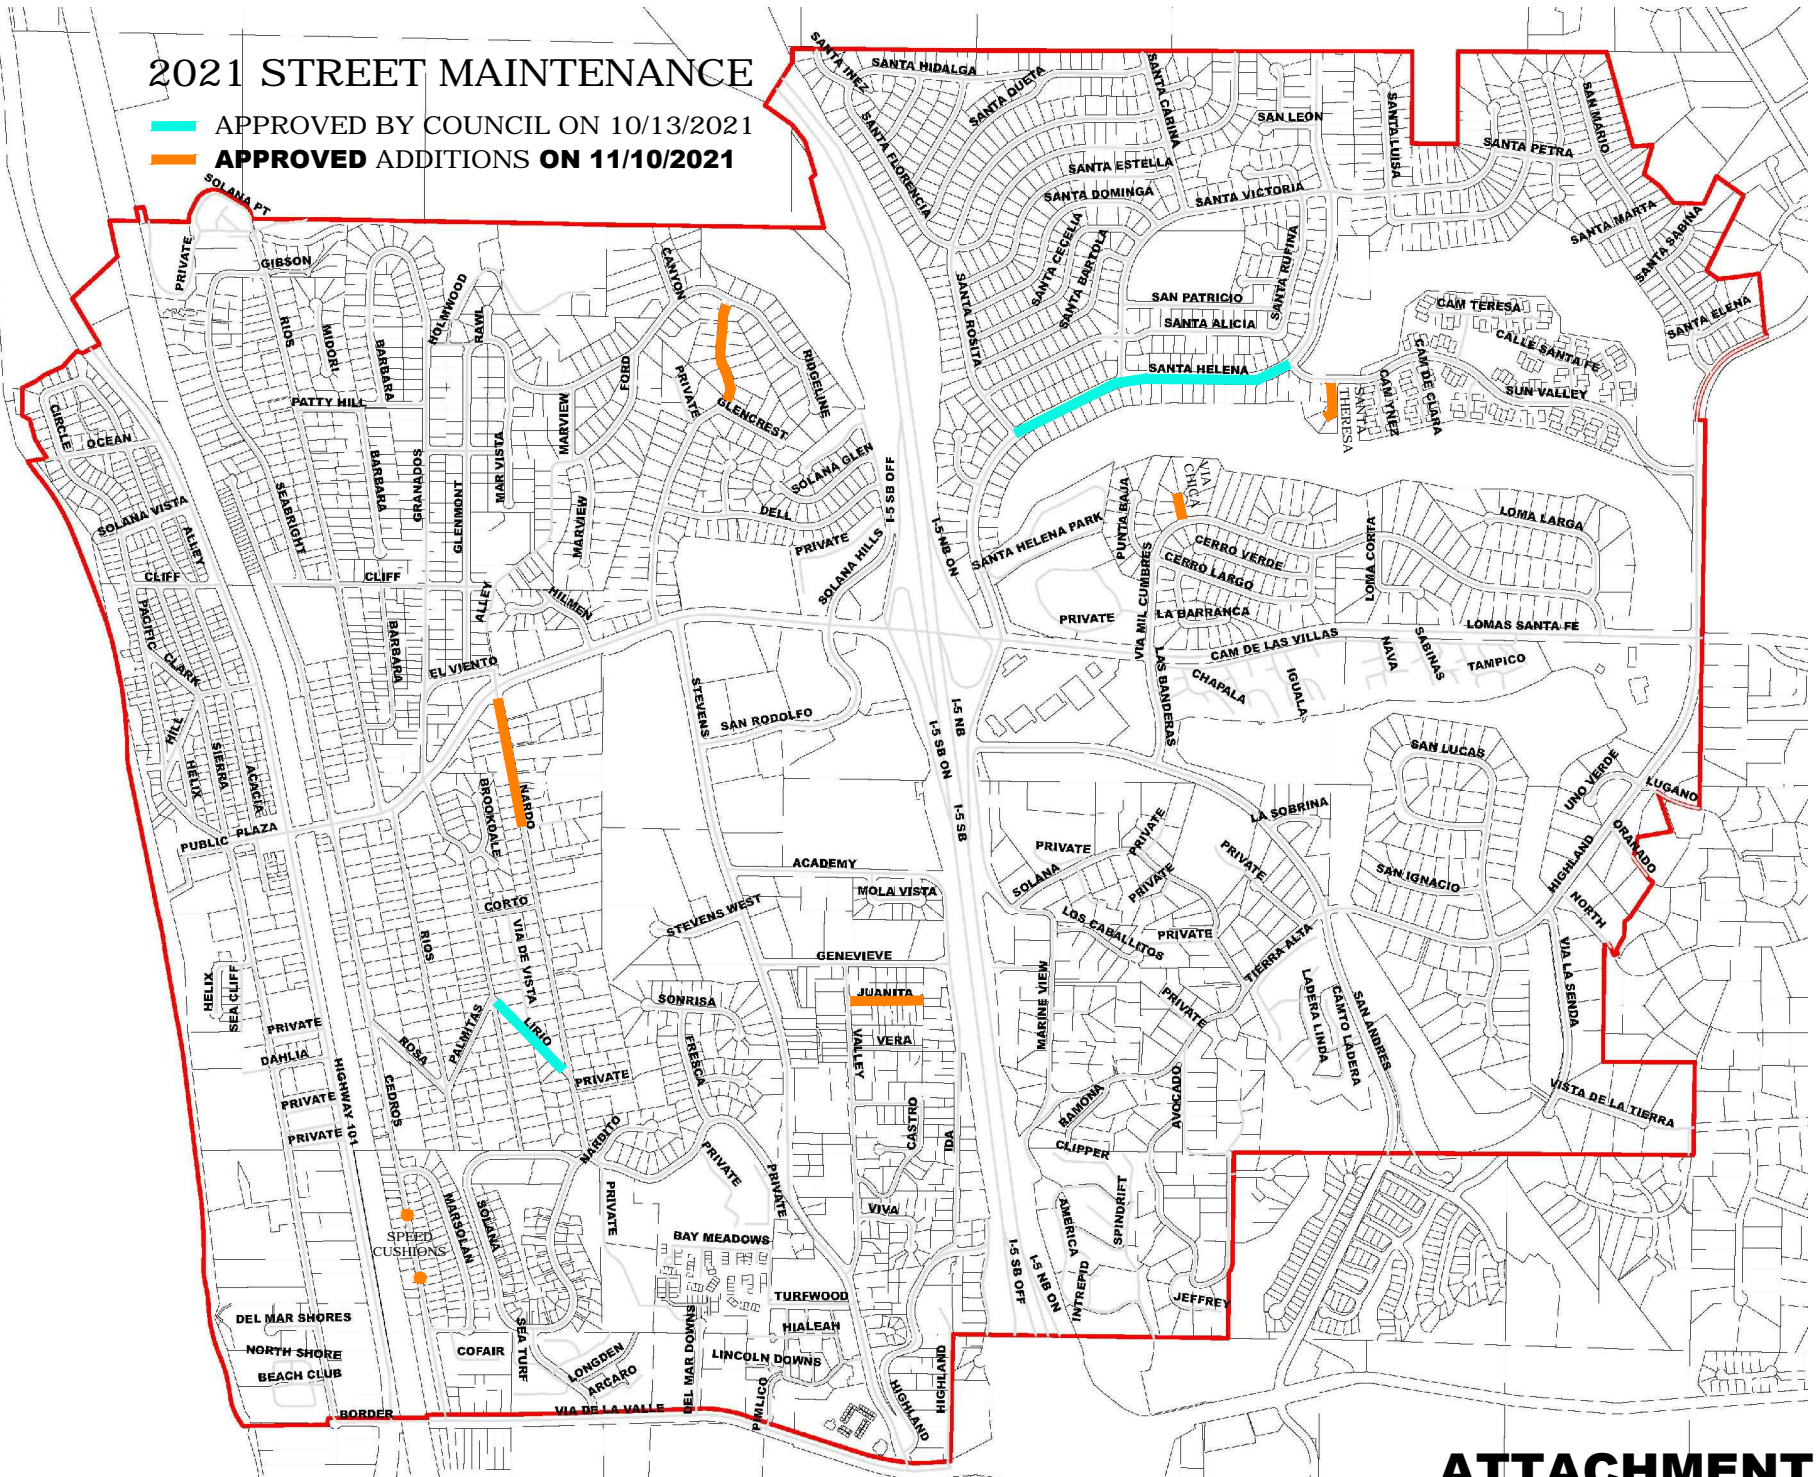 2021 STREET MAINTENANCE
APPROVED BY COUNCIL ON 10/13/2021
APPROVED ADDITIONS ON 11/10/2021
SANTA INEZ
SANTA HIDALGA
SANTA QUETA
SANTA CARINA
SAN LEON
SANTA LUISA
SAN MARIO
SANTA PETRA
SANTA FLORENCIA
SANTA ESTELLA
SANTA DOMINGA
SANTA VICTORIA
SANTA MARTA
SANTA SABINA
SOLANA PT
PRIVATE
GIBSON
CANYON
SANTA CECELIA
SANTA BARTOLA
SANTA RUFINA
SANTA ROSITA
SAN PATRICIO
SANTA ALICIA
CAM TERESA
SANTA ELENA
HOLMWOOD
RAWL
RIOS
MIDORI
BARBARA
FORD
PRIVATE
RIDGELINE
SANTA HELENA
CALLE SANTA FE
CAM DE CLARA
SUN VALLEY
CAM YNEZ
SANTA
THERESA
PATTY HILL
GLENCREST
CIRCLE
OCEAN
MARVIEW
MAR VISTA
BARBARA
GRANADOS
GLENMONT
SOLANA GLEN
I-5 SB OFF
VIA
CHICA
PUNTA BAJA
SEABRIGHT
SOLANA VISTA
ALLEY
DELL
MARVIEW
PRIVATE
SOLANA HILLS
I-5 NB ON
SANTA HELENA PARK
CERRO VERDE
CERRO LARGO
LOMA CORTA
LOMA LARGA
CLIFF
CLIFF
ALLEY
HILMEN
PACIFIC
BARBARA
PRIVATE
VIA MIL CUMBRES
LA BARRANCA
LOMAS SANTA FE
CAM DE LAS VILLAS
NAVA
SABINAS
TAMPICO
CLARK
EL VIENTO
STEVENS
SAN RODOLFO
LAS BANDERAS
CHAPALA
IGUALA
HILL
HELIX
SIERRA
ACACIA
BROOKDALE
NARDO
I-5 NB
I-5 SB ON
I-5 SB
SAN LUCAS
UNO VERDE
LUGANO
PUBLIC
PLAZA
LA SOBRINA
ORANADO
HIGHLAND
ACADEMY
MOLA VISTA
PRIVATE
PRIVATE
SOLANA
PRIVATE
PRIVATE
SAN IGNACIO
NORTH
CORTO
STEVENS WEST
RIOS
VIA DE VISTA
LOS CABALLITOS
PRIVATE
TIERRA ALTA
GENEVIEVE
VIA LA SENDA
HELIX
SEA CLIFF
SONRISA
JUANITA
MARINE VIEW
PRIVATE
LADERA LINDA
CAMTO LADERA
SAN ANDRES
PRIVATE
DAHLIA
ROSA
PALMITAS
LIRIO
FRESCA
VALLEY
VERA
PRIVATE
HIGHWAY 101
CEDROS
PRIVATE
PRIVATE
RAMONA
AVOCADO
VISTA DE LA TIERRA
CASTRO
IDA
NARDITO
PRIVATE
PRIVATE
CLIPPER
PRIVATE
MARSOLAN
SOLANA
VIVA
AMERICA
SPINDRIFT
SPEED
CUSHIONS
BAY MEADOWS
I-5 SB OFF
I-5 NB ON
INTREPID
JEFFREY
DEL MAR SHORES
TURFWOOD
NORTH SHORE
BEACH CLUB
COFAIR
SEA TURF
LONGDEN
ARCARO
DEL MAR DOWNS
HIALEAH
LINCOLN DOWNS
PIMLICO
HIGHLAND
HIGHLAND
BORDER
VIA DE LA VALLE
ATTACHMENT